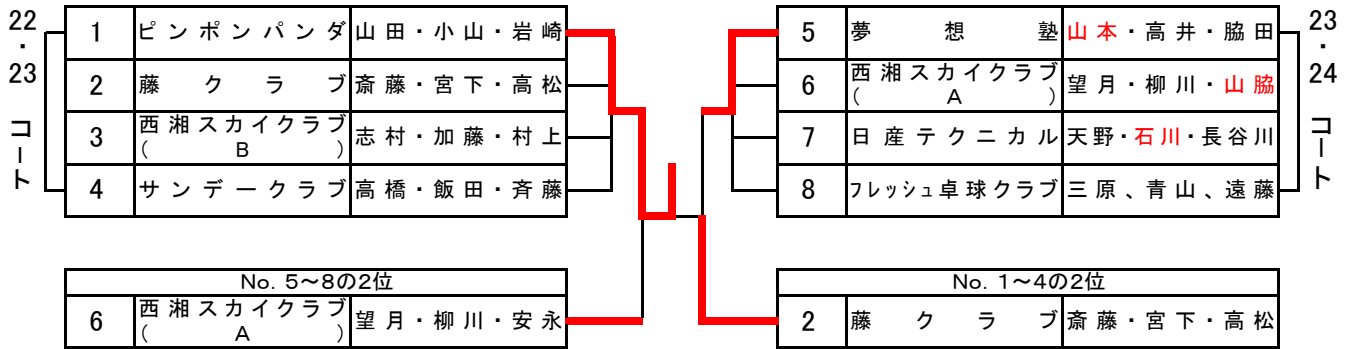 22・23コート
1 ピンポンパンダ 山田・小山・岩崎
2 藤クラブ 斎藤・宮下・高松
3 西湘スカイクラブ
(B) 志村・加藤・村上
4 サンデークラブ 高橋・飯田・斉藤
5 夢想塾 山本・高井・脇田
6 西湘スカイクラブ
(A) 望月・柳川・山脇
7 日産テクニカル 天野・石川・長谷川
8 フレッシュ卓球クラブ 三原、青山、遠藤
23・24コート
No. 5～8の2位
6 西湘スカイクラブ
(A) 望月・柳川・安永
No. 1～4の2位
2 藤クラブ 斎藤・宮下・高松